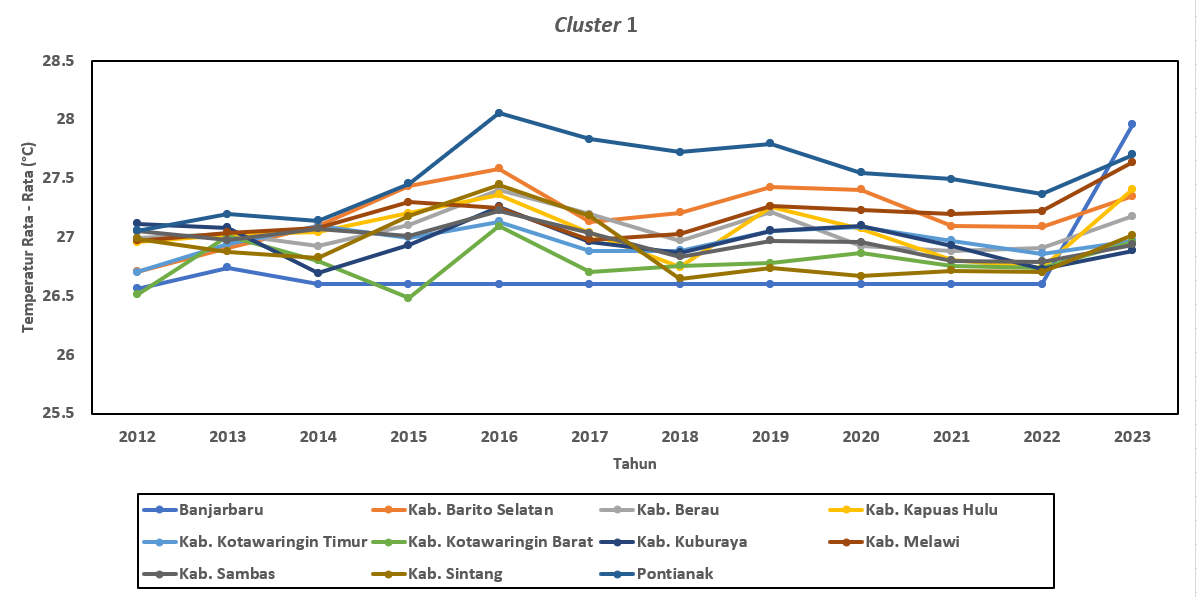 Cluster 1
28.5
28
27.5
27
26.5
26
25.5
Temperatur Rata - Rata (°C)
2012 2013 2014 2015 2016 2017 2018 2019 2020 2021 2022 2023
Tahun
Banjarbaru Kab. Barito Selatan Kab. Berau Kab. Kapuas Hulu
Kab. Kotawaringin Timur Kab. Kotawaringin Barat Kab. Kuburaya Kab. Melawi
Kab. Sambas Kab. Sintang Pontianak